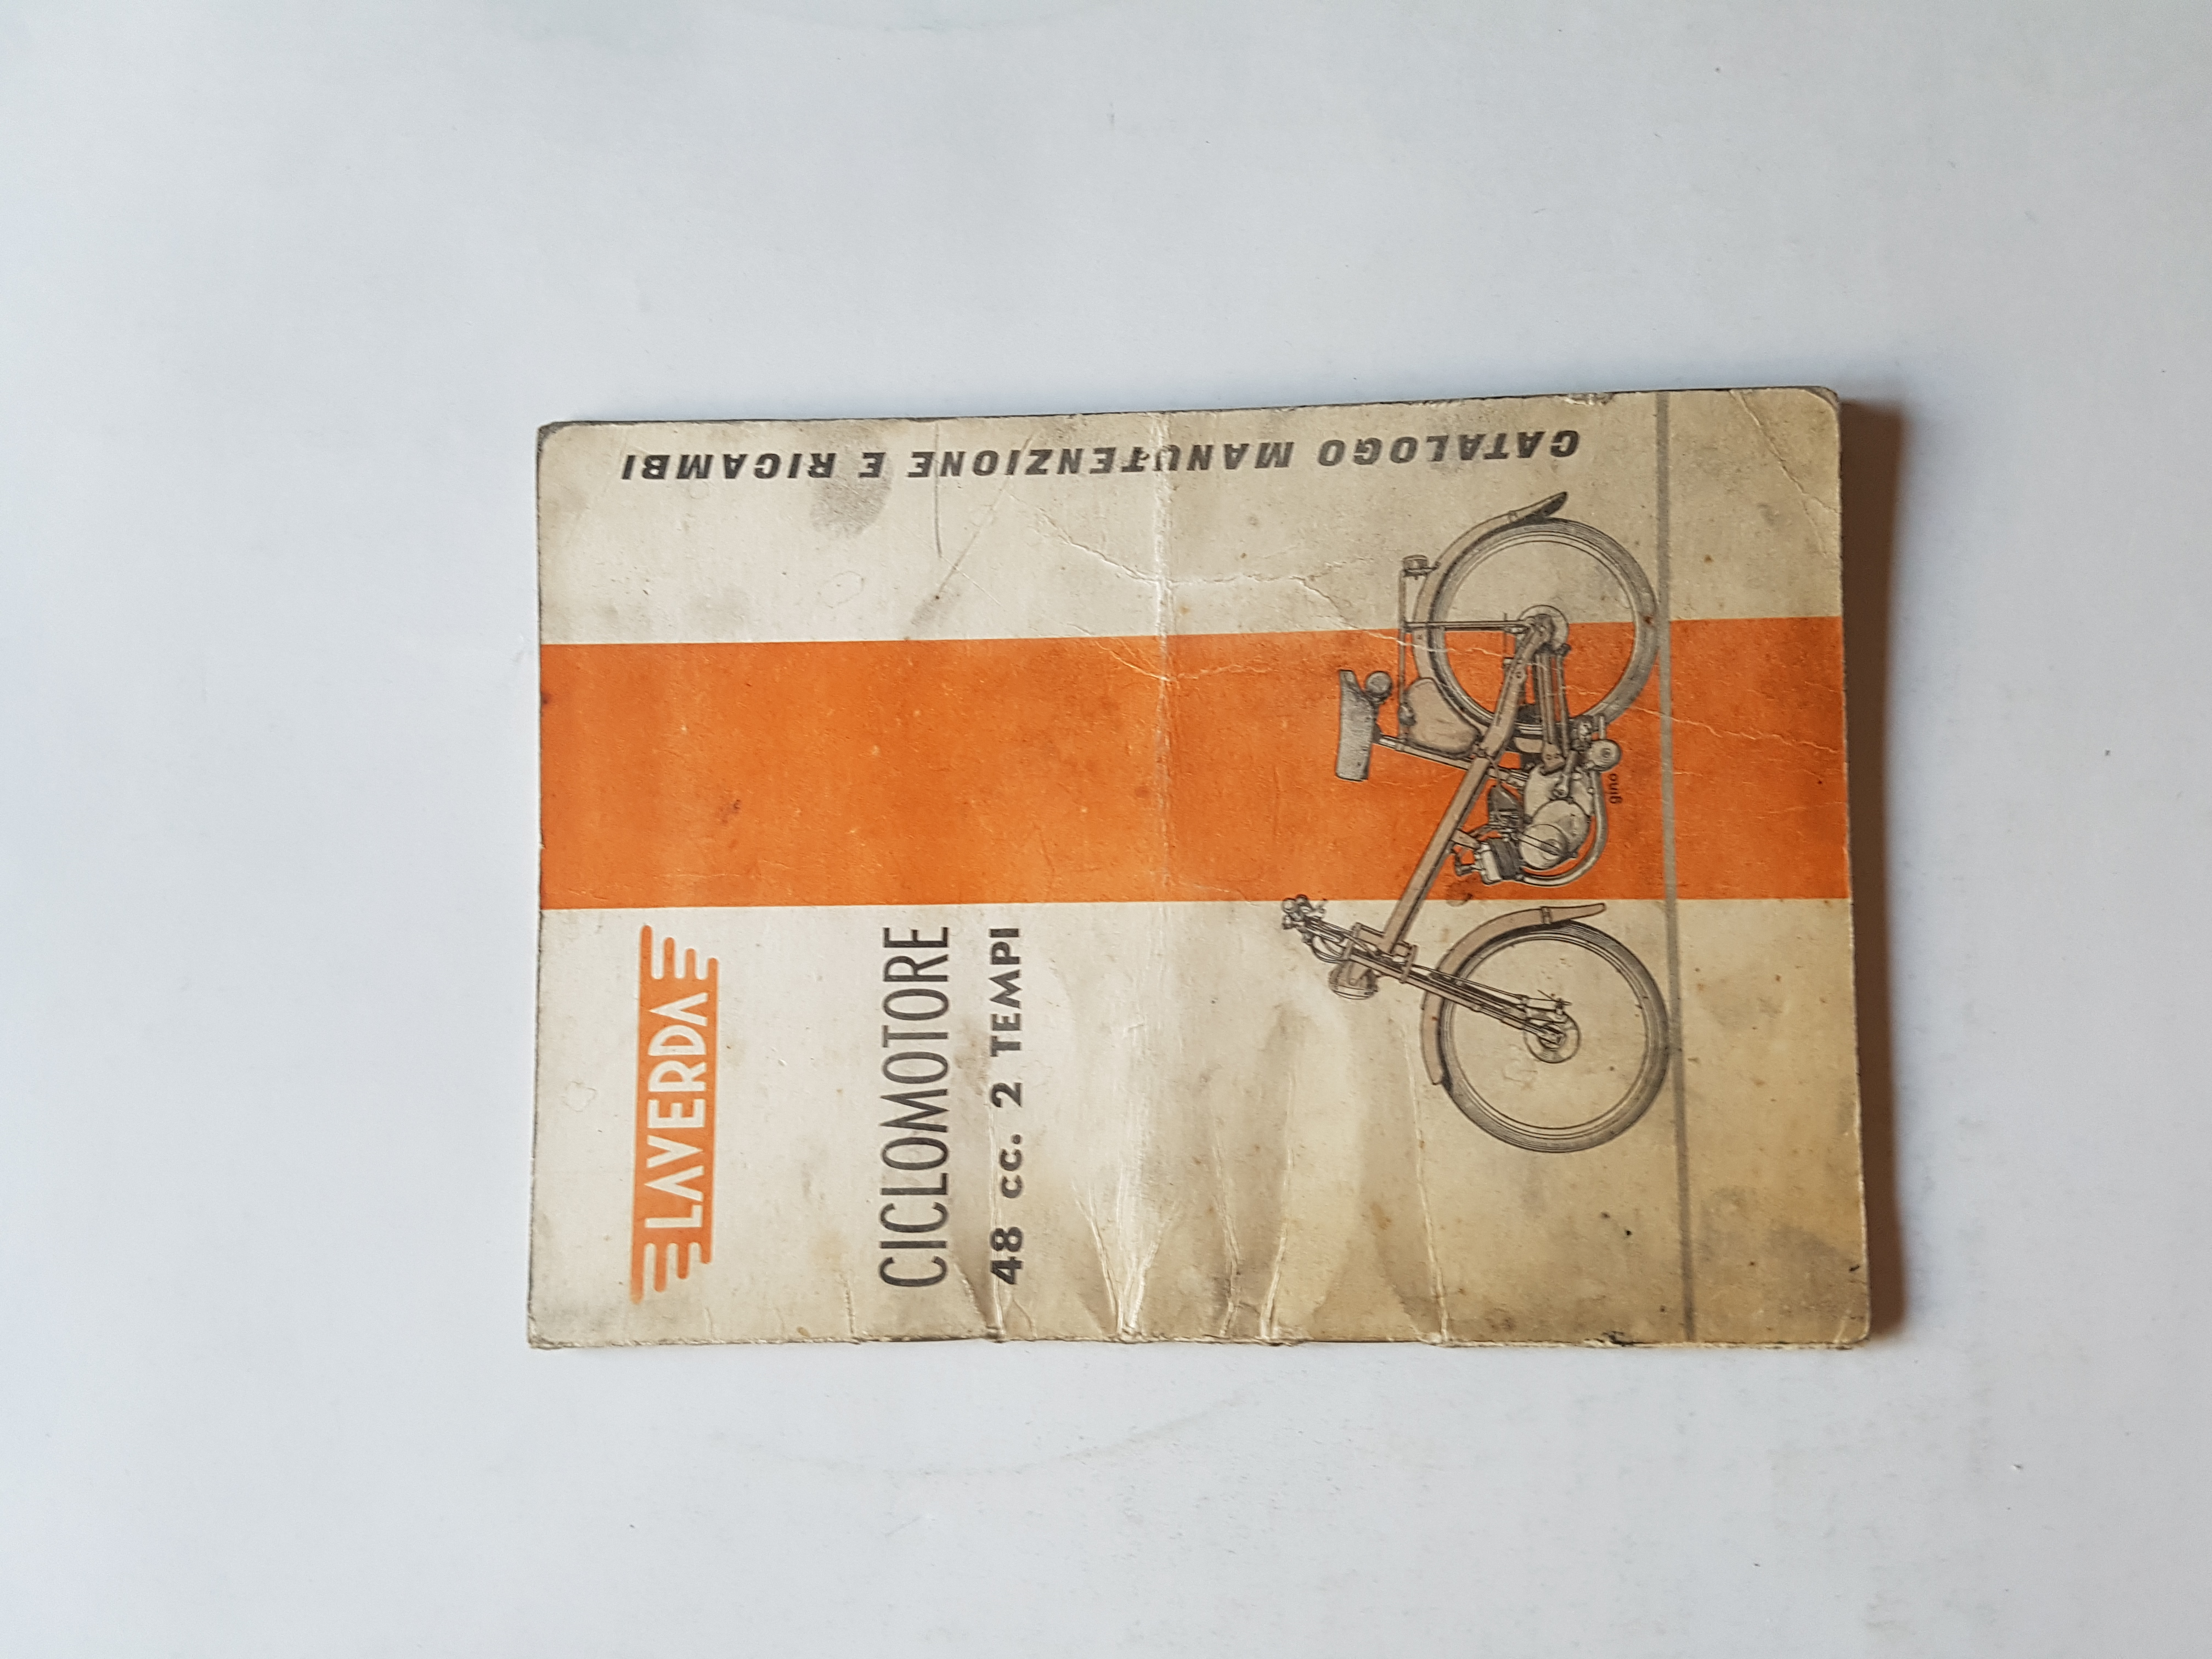 LAVERDA
CICLOMOTORE
48 cc. 2 TEMPI
CATALOGO MANUTENZIONE E RICAMBI
gino